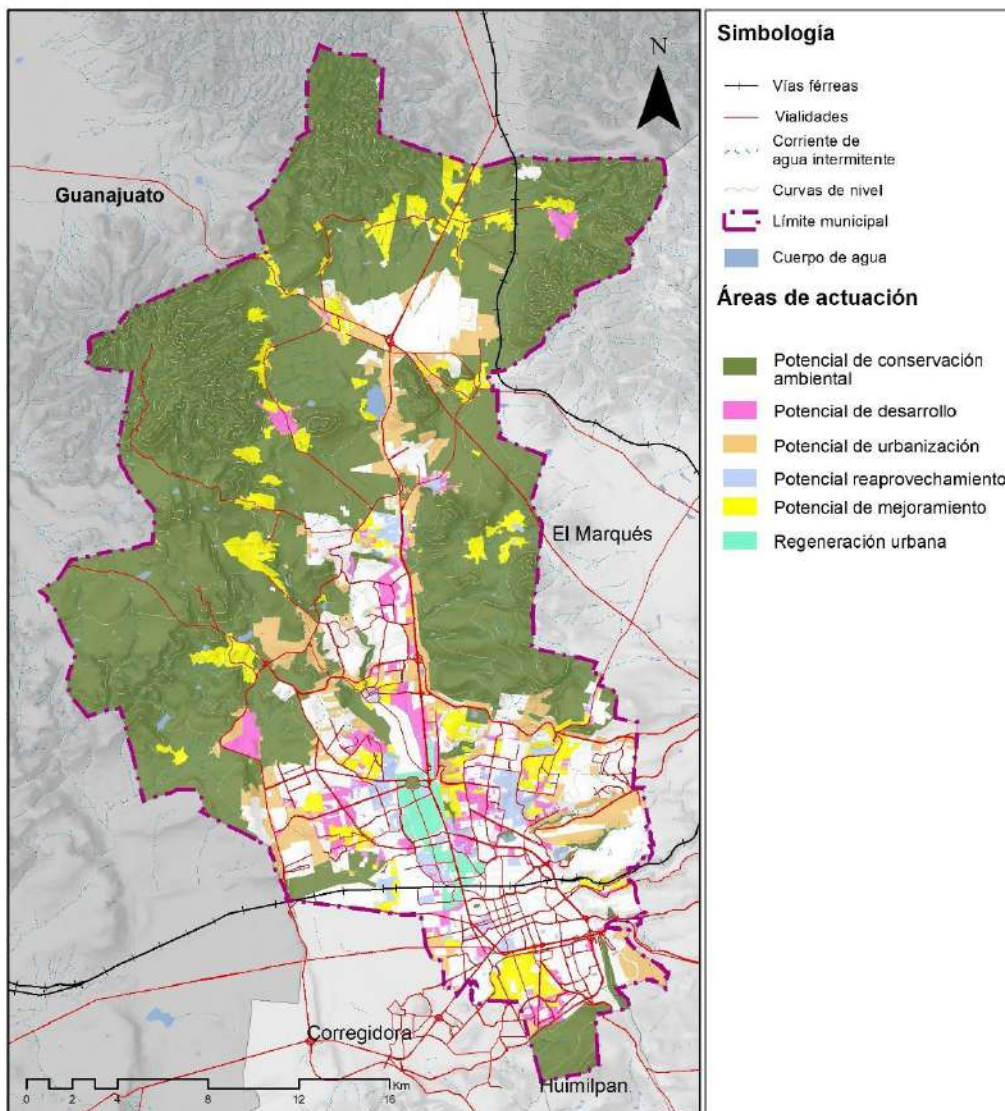 N
Guanajuato
El Marqués
Corregidora
Huimilpan
0 2 4 8 12 16
Km
Simbología
Vías férreas
Vialidades
Corriente de
agua intermitente
Curvas de nivel
Límite municipal
Cuerpo de agua
Áreas de actuación
Potencial de conservación
ambiental
Potencial de desarrollo
Potencial de urbanización
Potencial reaprovechamiento
Potencial de mejoramiento
Regeneración urbana